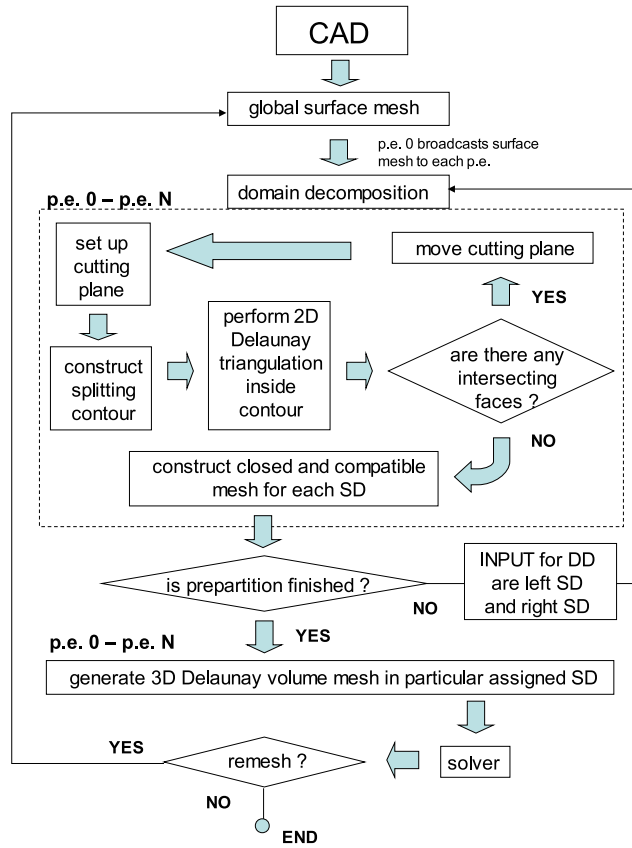 CAD
global surface mesh
p.e. 0 broadcasts surface
mesh to each p.e.
domain decomposition
p.e. 0 – p.e. N
set up
cutting
plane
move cutting plane
YES
construct
splitting
contour
perform 2D
Delaunay
triangulation
inside
contour
are there any
intersecting
faces ?
NO
construct closed and compatible
mesh for each SD
is prepartition finished ?
NO
INPUT for DD
are left SD
and right SD
YES
p.e. 0 – p.e. N
generate 3D Delaunay volume mesh in particular assigned SD
solver
remesh ?
YES
NO
END